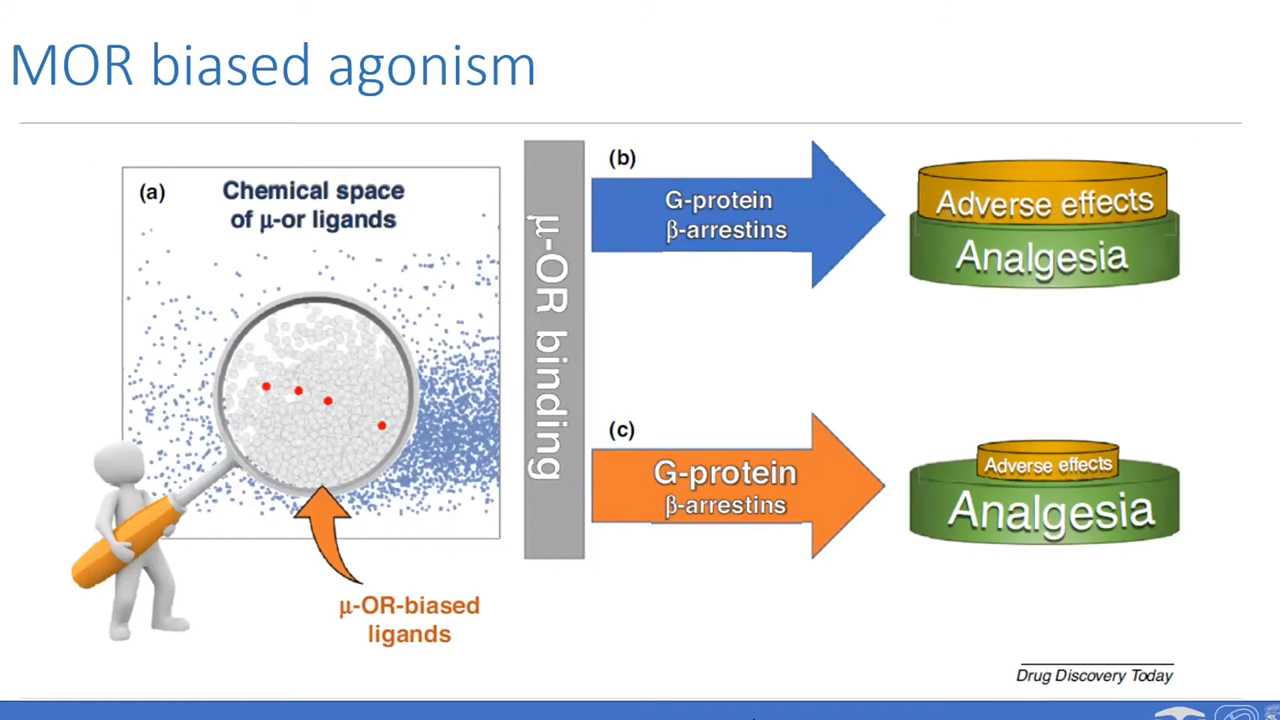 MOR biased agonism
(a)
Chemical space
of μ-or ligands
μ-OR-biased
ligands
μ-OR binding
(b)
G-protein
β-arrestins
Adverse effects
Analgesia
(c)
G-protein
β-arrestins
Adverse effects
Analgesia
Drug Discovery Today